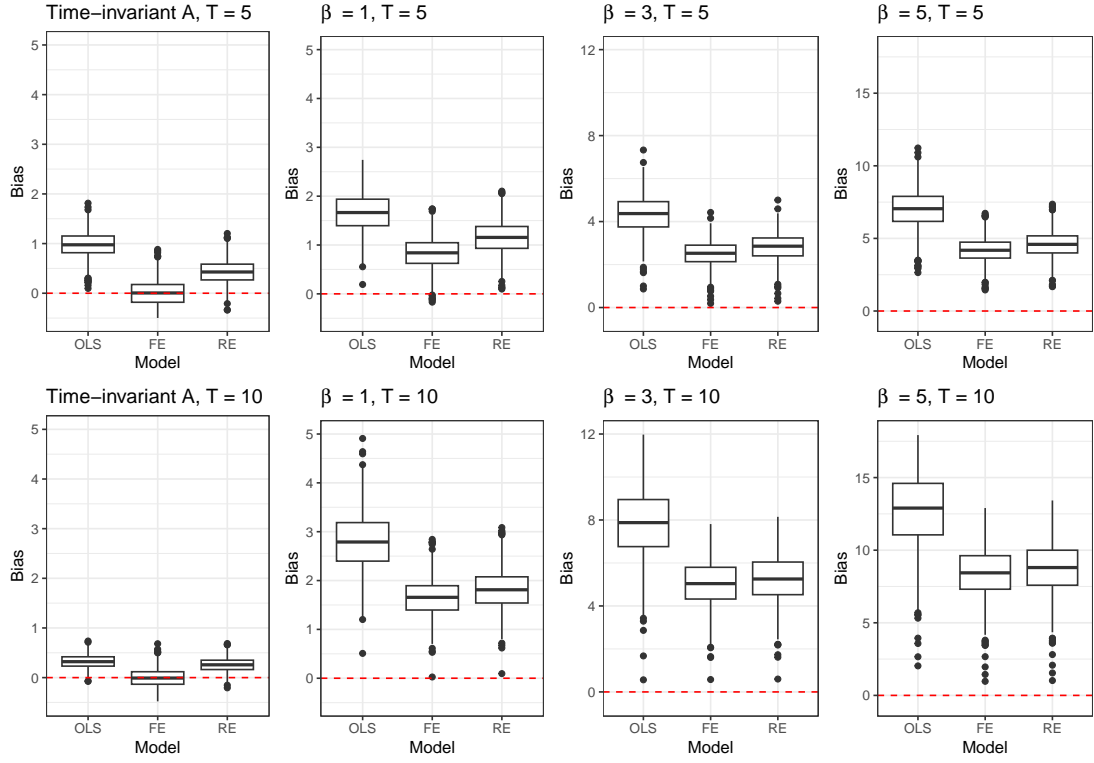 Time−invariant A, T = 5
5
4
3
2
1
0
Bias
OLS FE RE
Model
β = 1, T = 5
5
4
3
2
1
0
Bias
OLS FE RE
Model
β = 3, T = 5
12
8
4
0
Bias
OLS FE RE
Model
β = 5, T = 5
15
10
5
0
Bias
OLS FE RE
Model
Time−invariant A, T = 10
5
4
3
2
1
0
Bias
OLS FE RE
Model
β = 1, T = 10
5
4
3
2
1
0
Bias
OLS FE RE
Model
β = 3, T = 10
12
8
4
0
Bias
OLS FE RE
Model
β = 5, T = 10
15
10
5
0
Bias
OLS FE RE
Model